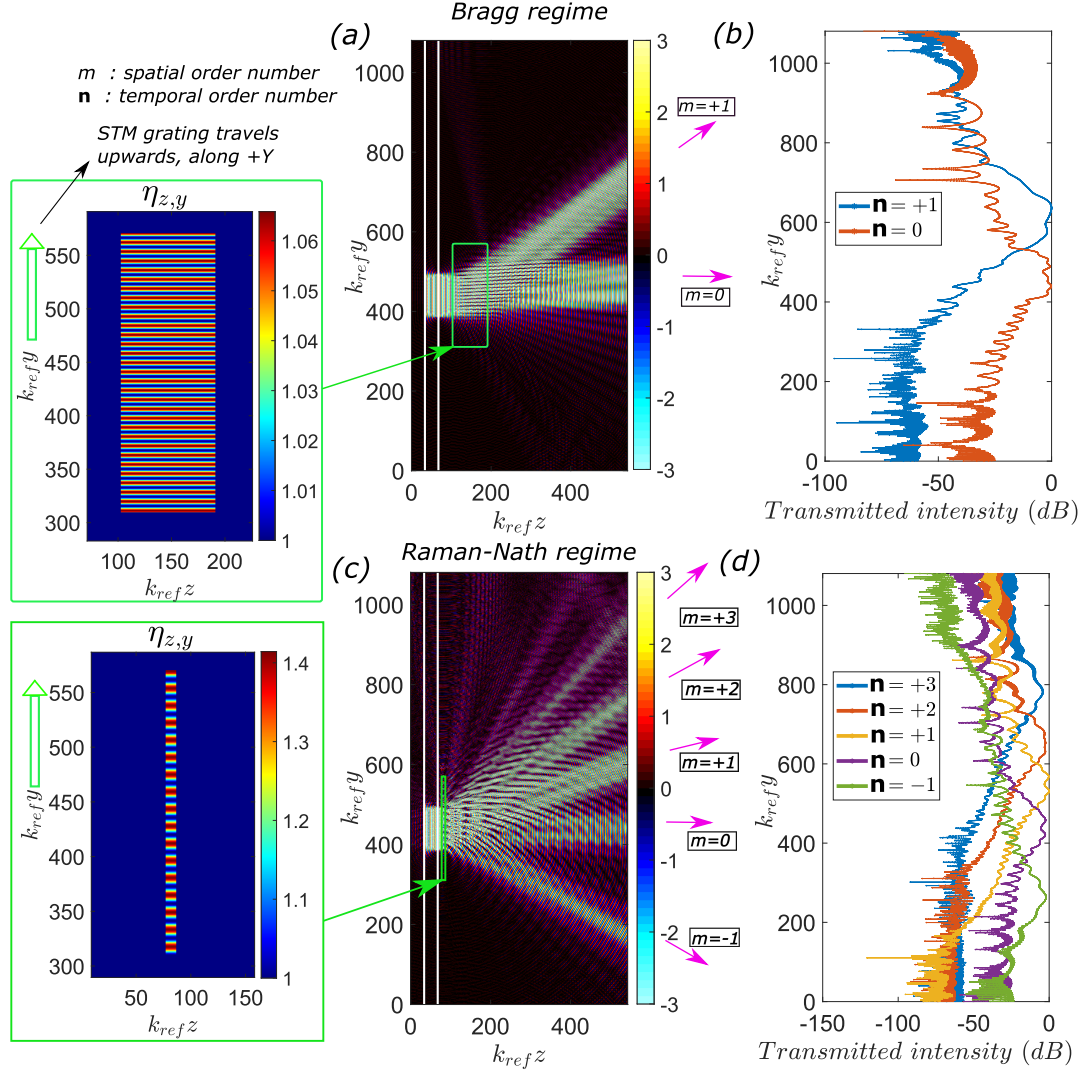 Bragg regime
(a)
(b)
m : spatial order number
n : temporal order number
STM grating travels
upwards, along +Y
η_{z,y}
550
500
450
400
350
300
k_{ref}y
100 150 200
k_{ref}z
1.06
1.05
1.04
1.03
1.02
1.01
1
1000
800
600
400
200
0
k_{ref}y
0 200 400
k_{ref}z
3
2
1
0
-1
-2
-3
m=+1
m=0
1000
800
600
400
200
0
k_{ref}y
n = +1
n = 0
-100 -50 0
Transmitted intensity (dB)
Raman-Nath regime
(c)
(d)
η_{z,y}
550
500
450
400
350
300
k_{ref}y
50 100 150
k_{ref}z
1.4
1.3
1.2
1.1
1
1000
800
600
400
200
0
k_{ref}y
0 200 400
k_{ref}z
3
2
1
0
-1
-2
-3
m=+3
m=+2
m=+1
m=0
m=-1
1000
800
600
400
200
0
k_{ref}y
n = +3
n = +2
n = +1
n = 0
n = −1
-150 -100 -50 0
Transmitted intensity (dB)